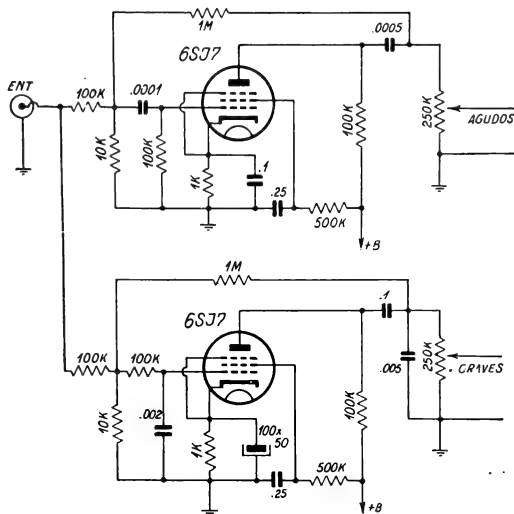 1M
.0005
6SJ7
ENT
100K
.0001
100K
250K
AGUDOS
10K
100K
1K
.1
.25
500K
+B
1M
6SJ7
.1
100K
100K
.005
250K
GRAVES
100K
10K
.002
1K
100x
50
.25
500K
+B